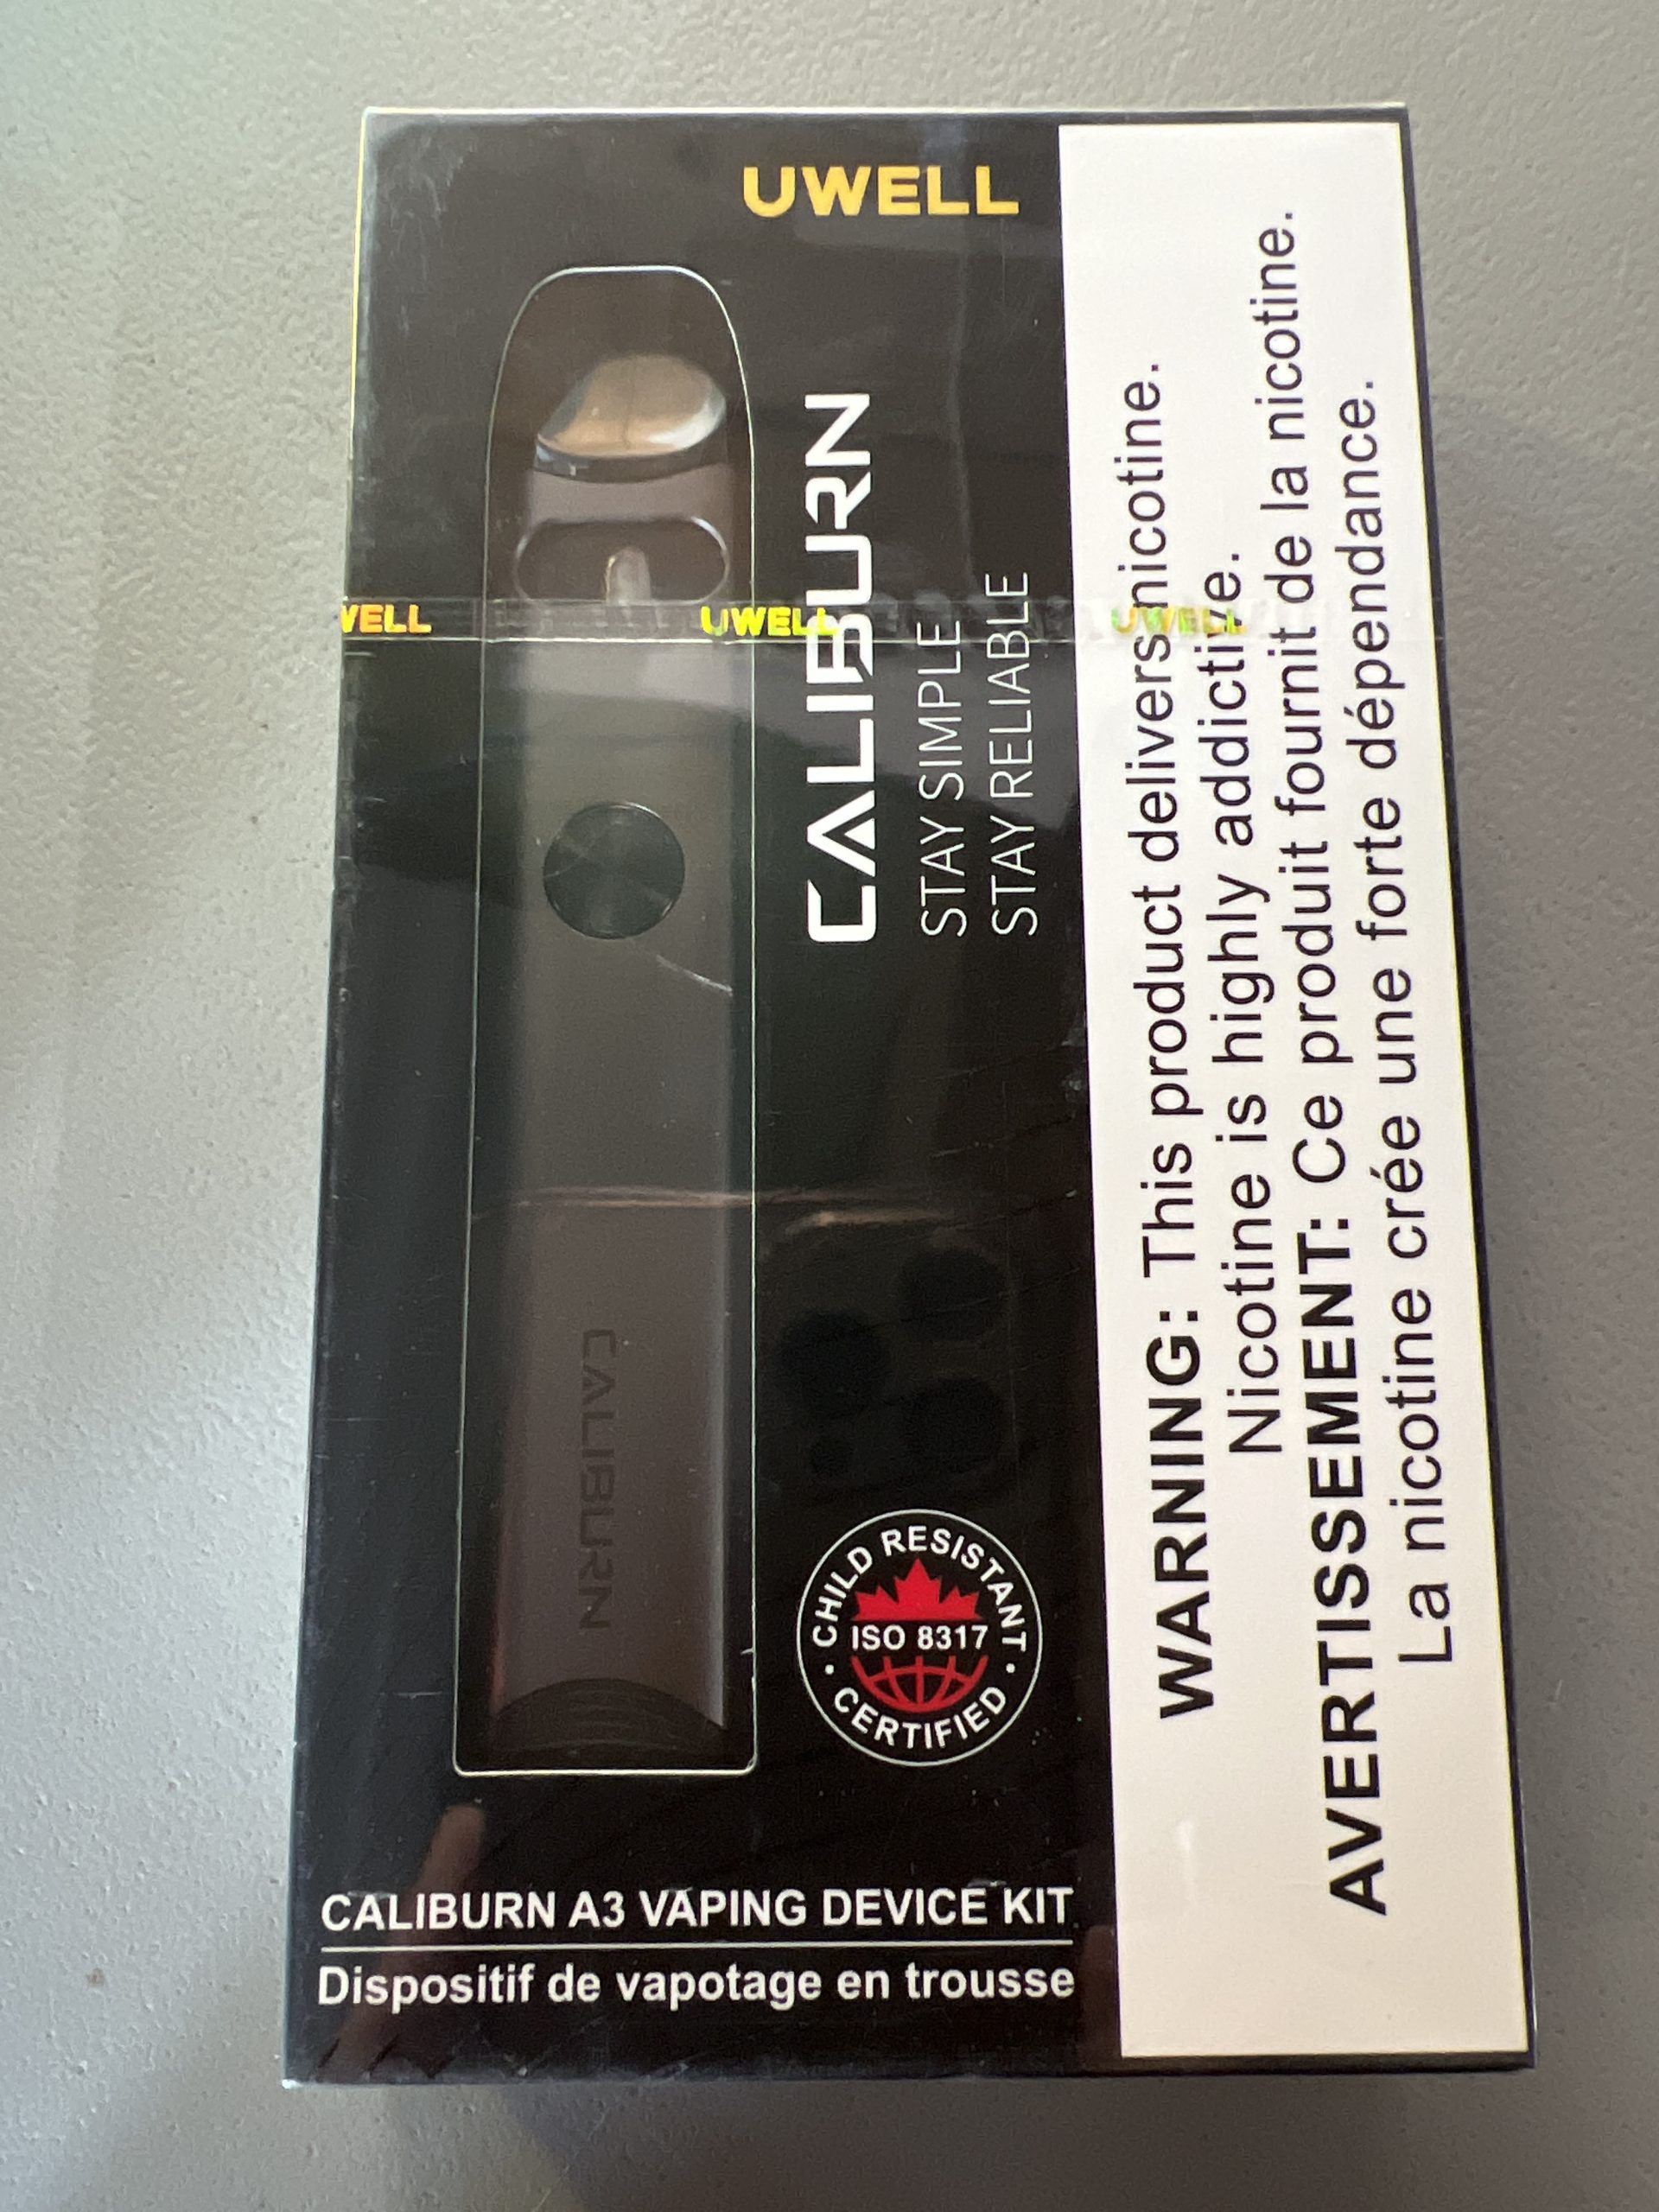 UWELL
CALIBURN
STAY SIMPLE
STAY RELIABLE
WELL
UWELL
UWELL
CALIBURN
CHILD RESISTANT
ISO 8317
CERTIFIED
CALIBURN A3 VAPING DEVICE KIT
Dispositif de vapotage en trousse
WARNING: This product delivers nicotine.
Nicotine is highly addictive.
AVERTISSEMENT: Ce produit fournit de la nicotine.
La nicotine crée une forte dépendance.